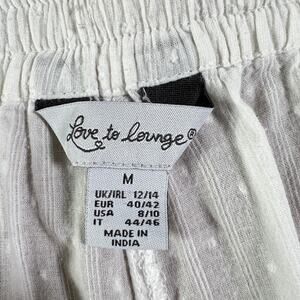 Love to lounge®
M
UK/IRL 12/14
EUR 40/42
USA 8/10
IT 44/46
MADE IN
INDIA